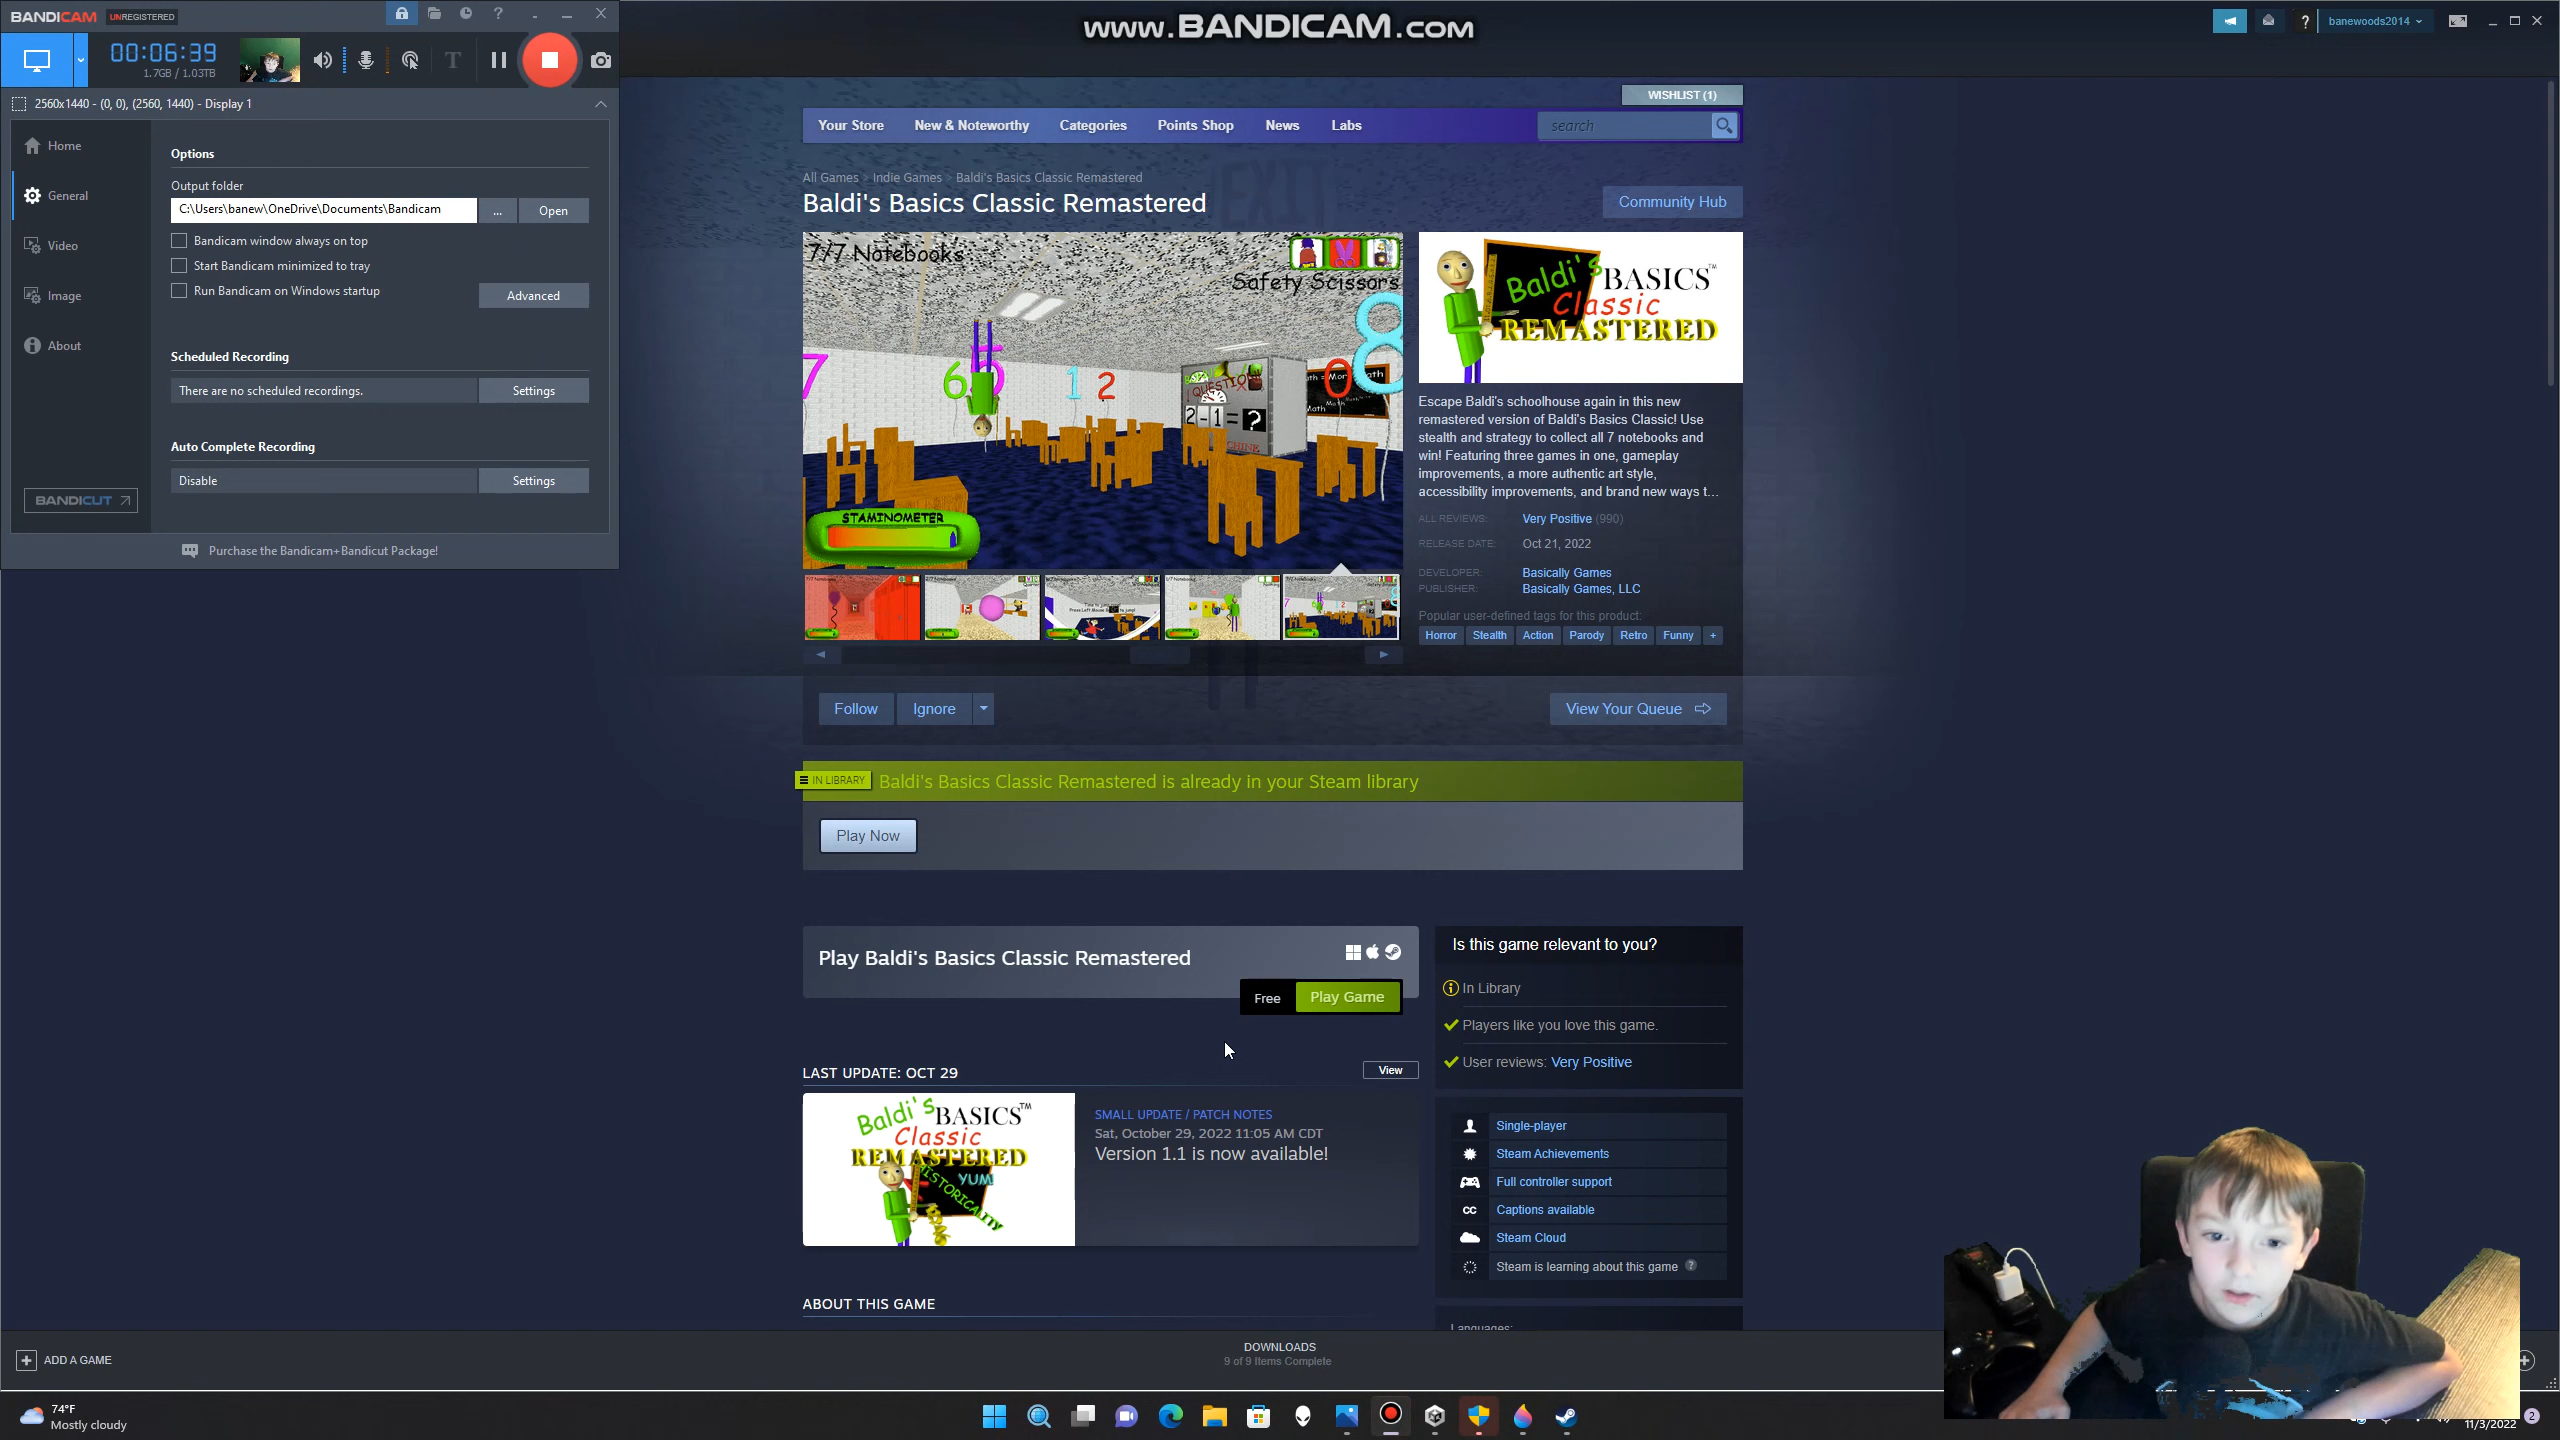 BANDICAM UNREGISTERED
www.BANDICAM.com
banewoods2014
00:06:39
1.7GB / 1.03TB
2560x1440 - (0, 0), (2560, 1440) - Display 1
Home
General
Video
Image
About
BANDICUT
Options
Output folder
C:\Users\banew\OneDrive\Documents\Bandicam
...
Open
Bandicam window always on top
Start Bandicam minimized to tray
Run Bandicam on Windows startup
Advanced
Scheduled Recording
There are no scheduled recordings.
Settings
Auto Complete Recording
Disable
Settings
Purchase the Bandicam+Bandicut Package!
WISHLIST (1)
Your Store
New & Noteworthy
Categories
Points Shop
News
Labs
search
All Games > Indie Games > Baldi's Basics Classic Remastered
Baldi's Basics Classic Remastered
Community Hub
7/7 Notebooks
Safety Scissors
2-1=?
STAMINOMETER
Baldi's BASICS™
Classic
REMASTERED
Escape Baldi's schoolhouse again in this new
remastered version of Baldi's Basics Classic! Use
stealth and strategy to collect all 7 notebooks and
win! Featuring three games in one, gameplay
improvements, a more authentic art style,
accessibility improvements, and brand new ways t...
ALL REVIEWS: Very Positive (990)
RELEASE DATE: Oct 21, 2022
DEVELOPER: Basically Games
PUBLISHER: Basically Games, LLC
Popular user-defined tags for this product:
Horror Stealth Action Parody Retro Funny +
Follow
Ignore
View Your Queue
IN LIBRARY
Baldi's Basics Classic Remastered is already in your Steam library
Play Now
Play Baldi's Basics Classic Remastered
Free
Play Game
Is this game relevant to you?
In Library
Players like you love this game.
User reviews: Very Positive
LAST UPDATE: OCT 29
View
Baldi's BASICS™
Classic
REMASTERED
HISTORICALITY
YUM
SMALL UPDATE / PATCH NOTES
Sat, October 29, 2022 11:05 AM CDT
Version 1.1 is now available!
Single-player
Steam Achievements
Full controller support
Captions available
Steam Cloud
Steam is learning about this game ?
ABOUT THIS GAME
Languages:
ADD A GAME
DOWNLOADS
9 of 9 Items Complete
74°F
Mostly cloudy
11/3/2022
2